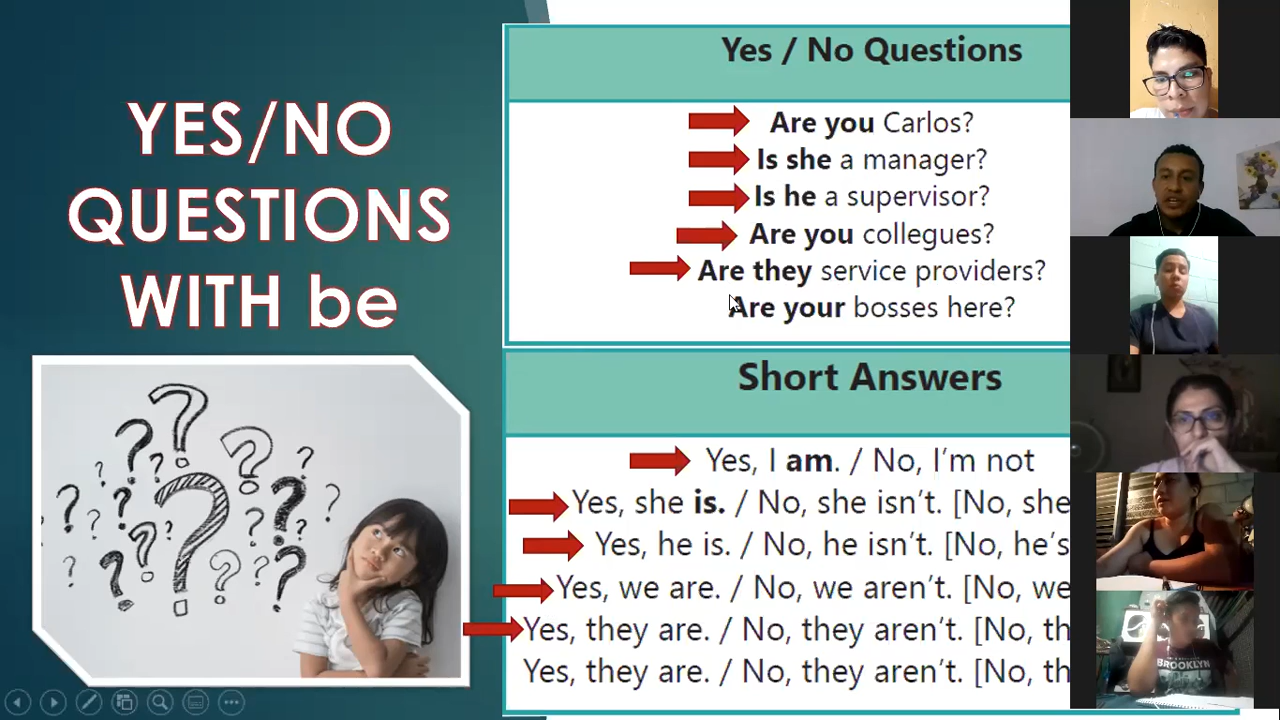 YES/NO
QUESTIONS
WITH be
Yes / No Questions
Are you Carlos?
Is she a manager?
Is he a supervisor?
Are you collegues?
Are they service providers?
Are your bosses here?
Short Answers
Yes, I am. / No, I'm not
Yes, she is. / No, she isn't. [No, she
Yes, he is. / No, he isn't. [No, he's
Yes, we are. / No, we aren't. [No, we
Yes, they are. / No, they aren't. [No, th
Yes, they are. / No, they aren't. [No, th
BROOKLYN